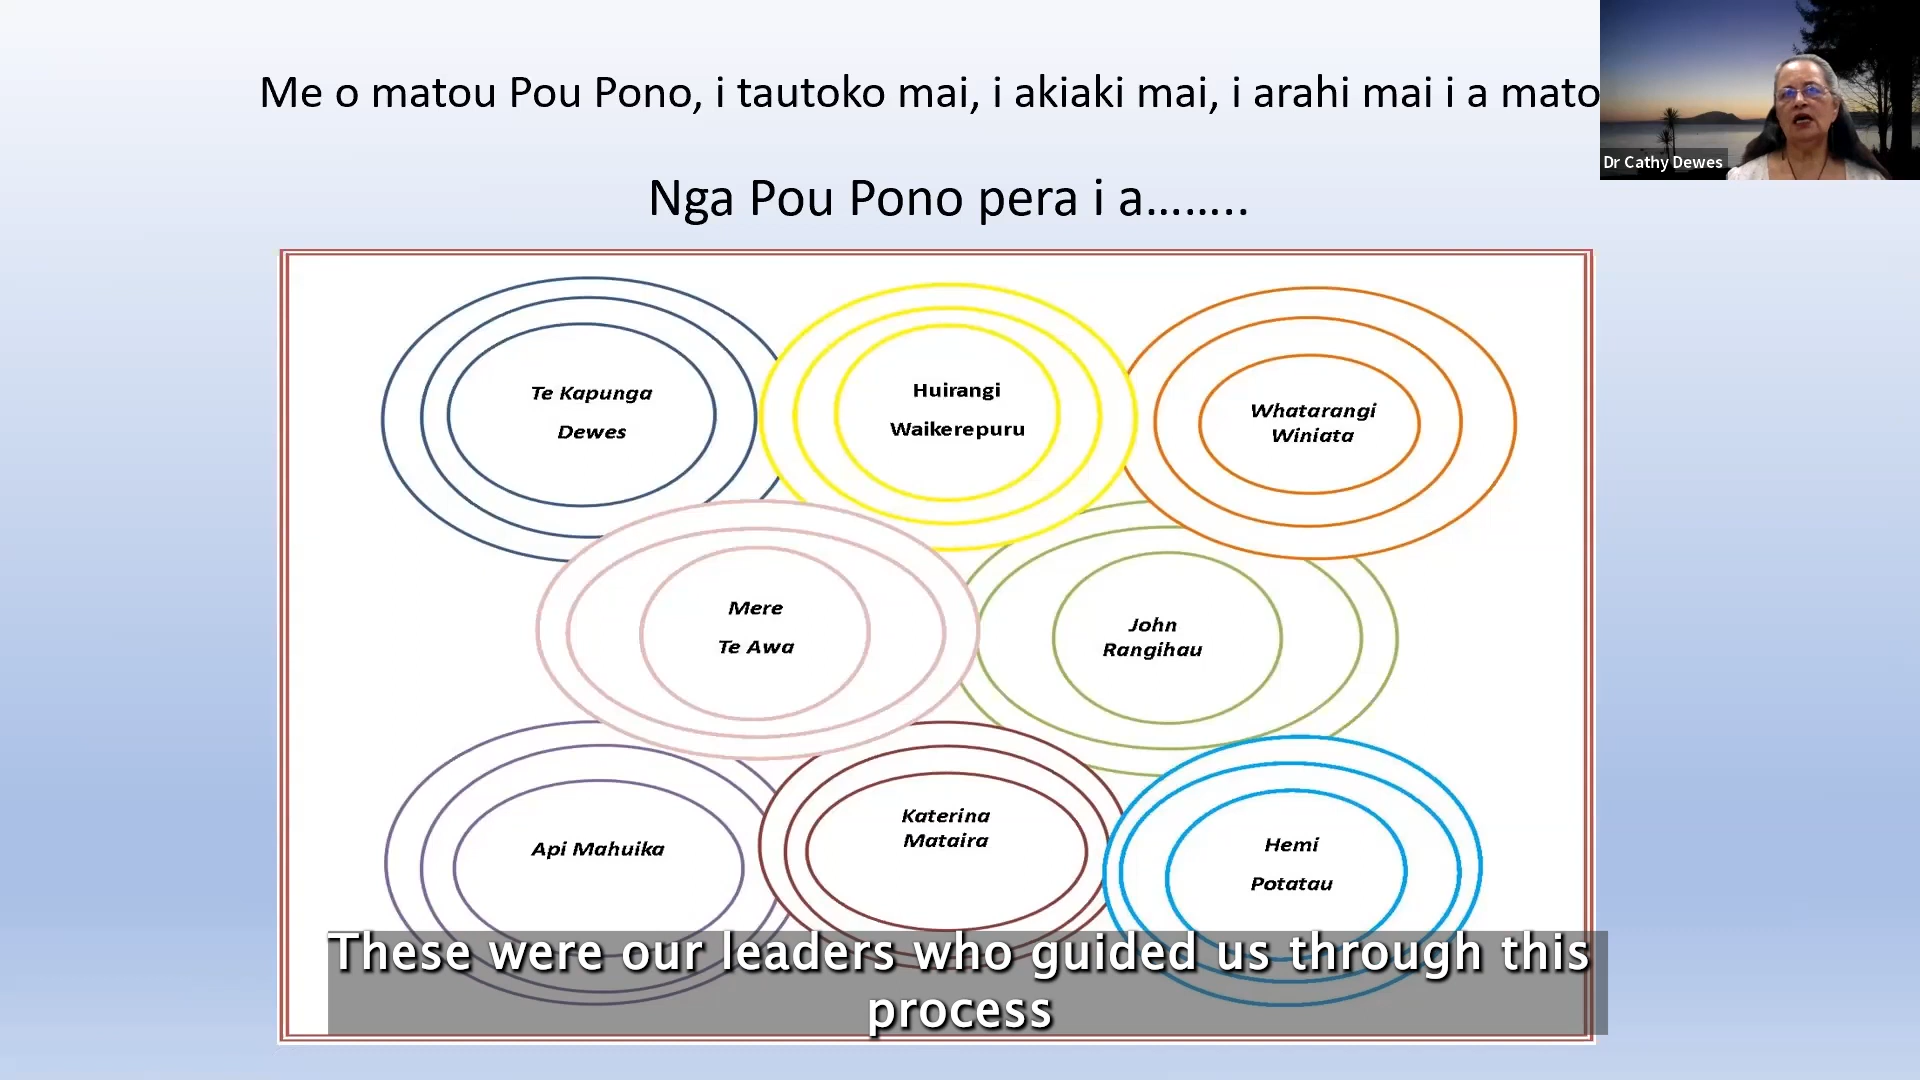 Me o matou Pou Pono, i tautoko mai, i akiaki mai, i arahi mai i a mato
Dr Cathy Dewes
Nga Pou Pono pera i a……..
Te Kapunga
Dewes
Huirangi
Waikerepuru
Whatarangi
Winiata
Mere
Te Awa
John
Rangihau
Api Mahuika
Katerina
Mataira
Hemi
Potatau
These were our leaders who guided us through this
process